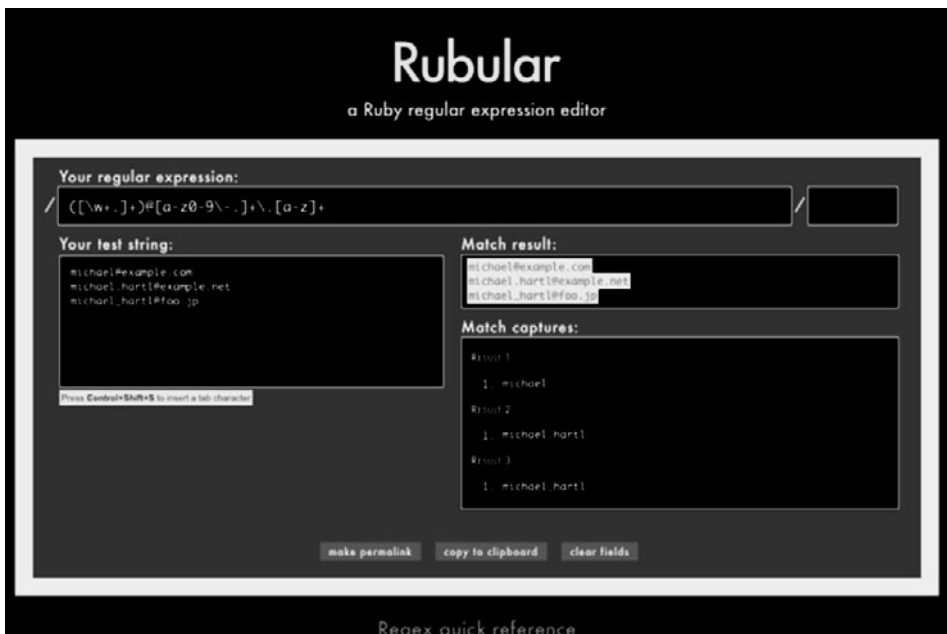 Rubular
a Ruby regular expression editor
Your regular expression:
/ ([\w+.]+)@[a-z0-9\-.]+\.[a-z]+ /
Your test string:
michael@example.com
michael.hartl@example.net
michael_hartl@foo.jp
Press Control+Shift+S to insert a tab character
Match result:
michael@example.com
michael.hartl@example.net
michael_hartl@foo.jp
Match captures:
Result 1
1. michael
Result 2
1. michael.hartl
Result 3
1. michael_hartl
make permalink copy to clipboard clear fields
Regex quick reference